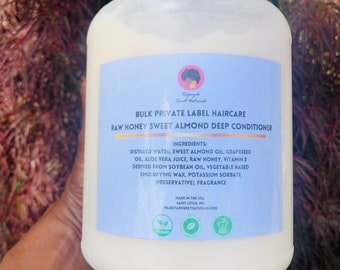 BULK PRIVATE LABEL HAIRCARE
RAW HONEY SWEET ALMOND DEEP CONDITIONER
INGREDIENTS:
DISTILLED WATER, SWEET ALMOND OIL, GRAPESEED
OIL, ALOE VERA JUICE, RAW HONEY, VITAMIN E
DERIVED FROM SOYBEAN OIL, VEGETABLE BASED
EMULSIFYING WAX, POTASSIUM SORBATE
(PRESERVATIVE), FRAGRANCE
MADE IN THE USA
SAINT LOUIS, MO